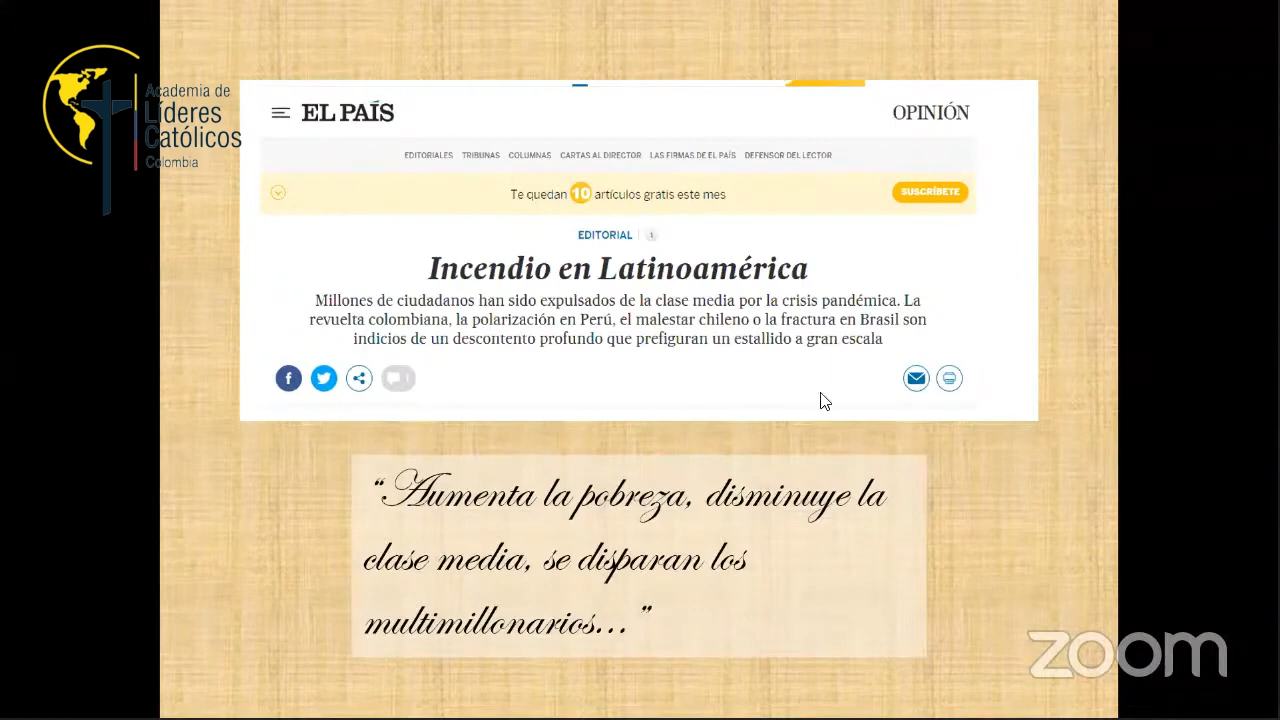 Academia de
Líderes
Católicos
Colombia
EL PAÍS
OPINIÓN
EDITORIALES TRIBUNAS COLUMNAS CARTAS AL DIRECTOR LAS FIRMAS DE EL PAÍS DEFENSOR DEL LECTOR
Te quedan 10 artículos gratis este mes
SUSCRÍBETE
EDITORIAL 1
Incendio en Latinoamérica
Millones de ciudadanos han sido expulsados de la clase media por la crisis pandémica. La
revuelta colombiana, la polarización en Perú, el malestar chileno o la fractura en Brasil son
indicios de un descontento profundo que prefiguran un estallido a gran escala
f
1
“Aumenta la pobreza, disminuye la
clase media, se disparan los
multimillonarios...”
zoom